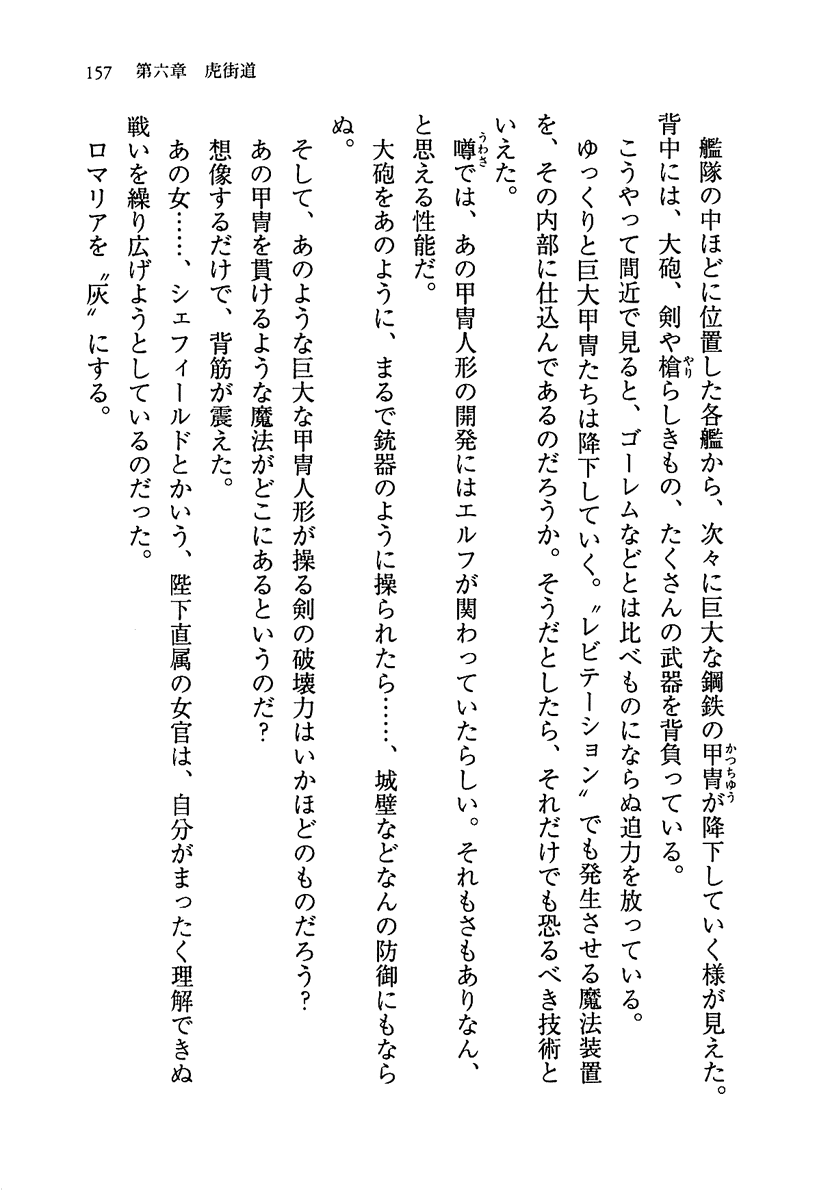 157 第六章 虎街道
艦隊の中ほどに位置した各艦から、次々に巨大な鋼鉄の甲冑が降下していく様が見えた。
背中には、大砲、剣や槍らしきもの、たくさんの武器を背負っている。
こうやって間近で見ると、ゴーレムなどとは比べものにならぬ迫力を放っている。
ゆっくりと巨大甲冑たちは降下していく。〝レビテーション〟でも発生させる魔法装置
を、その内部に仕込んであるのだろうか。そうだとしたら、それだけでも恐るべき技術と
いえた。
噂では、あの甲冑人形の開発にはエルフが関わっていたらしい。それもさもありなん、
と思える性能だ。
大砲をあのように、まるで銃器のように操られたら……、城壁などなんの防御にもなら
ぬ。
そして、あのような巨大な甲冑人形が操る剣の破壊力はいかほどのものだろう？
あの甲冑を貫けるような魔法がどこにあるというのだ？
想像するだけで、背筋が震えた。
あの女……、シェフィールドとかいう、陛下直属の女官は、自分がまったく理解できぬ
戦いを繰り広げようとしているのだった。
ロマリアを〝灰〟にする。